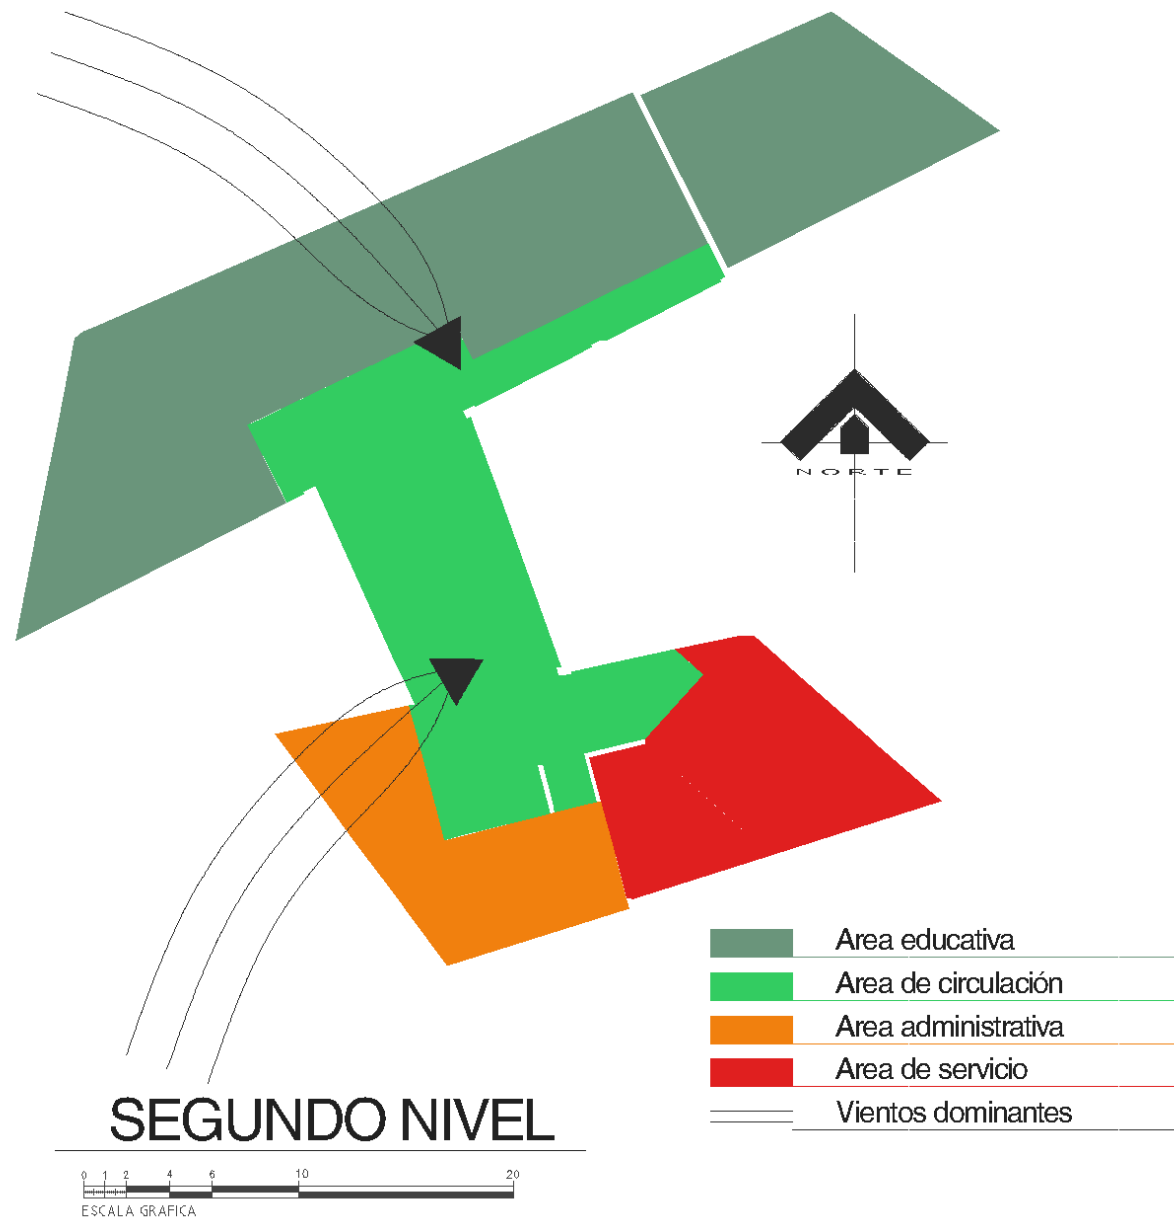 NORTE
Area educativa
Area de circulación
Area administrativa
Area de servicio
Vientos dominantes
SEGUNDO NIVEL
0 1 2 4 6 10 20
ESCALA GRAFICA